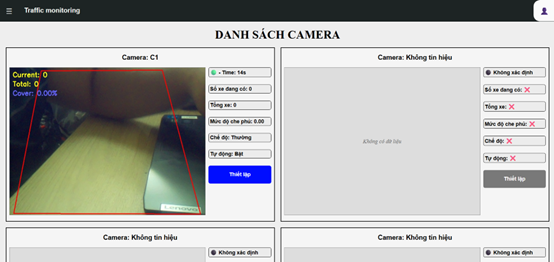 Traffic monitoring
DANH SÁCH CAMERA
Camera: C1
Current: 0
Total: 0
Cover: 0.00%
- Time: 14s
Số xe đang có: 0
Tổng xe: 0
Mức độ che phủ: 0.00
Chế độ: Thường
Tự động: Bật
Thiết lập
Lenovo
Camera: Không tín hiệu
Không có dữ liệu
Không xác định
Số xe đang có: ❌
Tổng xe: ❌
Mức độ che phủ: ❌
Chế độ: ❌
Tự động: ❌
Thiết lập
Camera: Không tín hiệu
Không xác định
Camera: Không tín hiệu
Không xác định